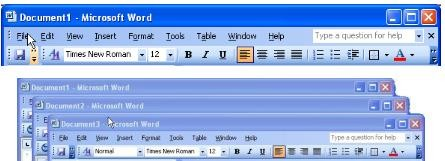 Document1 - Microsoft Word
File Edit View Insert Format Tools Table Window Help Type a question for help
Times New Roman 12 B I U
Document1 - Microsoft Word
Document2 - Microsoft Word
Document3 - Microsoft Word
File Edit View Insert Format Tools Table Window Help Type a question for help
Normal Times New Roman 12 B I U